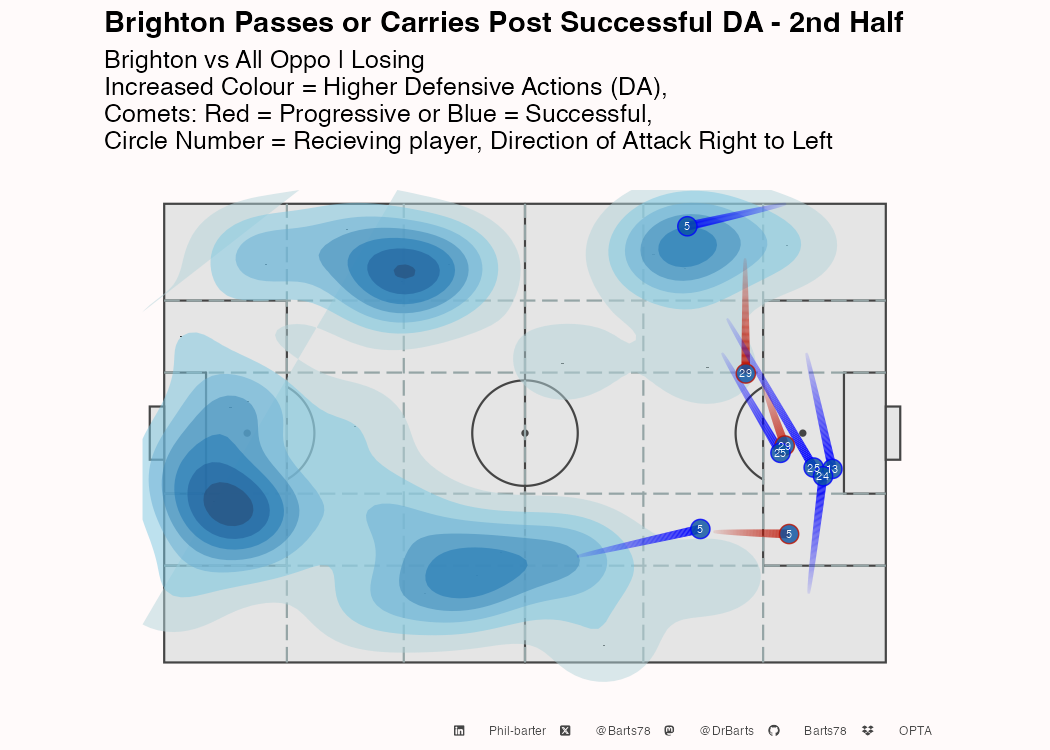 Brighton Passes or Carries Post Successful DA - 2nd Half
Brighton vs All Oppo | Losing
Increased Colour = Higher Defensive Actions (DA),
Comets: Red = Progressive or Blue = Successful,
Circle Number = Recieving player, Direction of Attack Right to Left
5
29
29
25
25
13
24
5
5
Phil-barter @Barts78 @DrBarts Barts78 OPTA